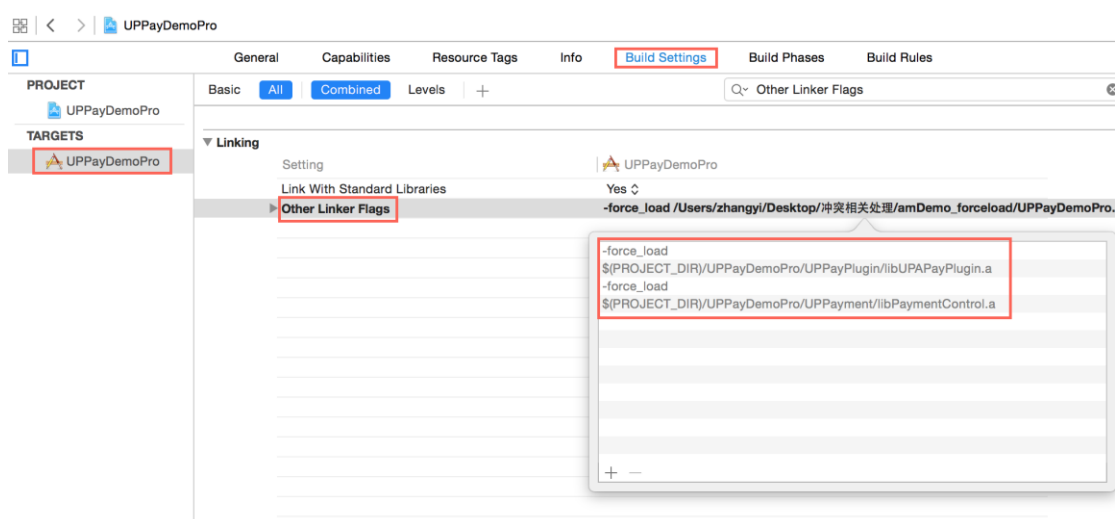 UPPayDemoPro
General Capabilities Resource Tags Info Build Settings Build Phases Build Rules
PROJECT
UPPayDemoPro
TARGETS
UPPayDemoPro
Basic All Combined Levels + Other Linker Flags
Linking
Setting UPPayDemoPro
Link With Standard Libraries Yes
Other Linker Flags -force_load /Users/zhangyi/Desktop/冲突相关处理/amDemo_forceload/UPPayDemoPro.
-force_load
$(PROJECT_DIR)/UPPayDemoPro/UPPayPlugin/libUPAPayPlugin.a
-force_load
$(PROJECT_DIR)/UPPayDemoPro/UPPayment/libPaymentControl.a
+ −